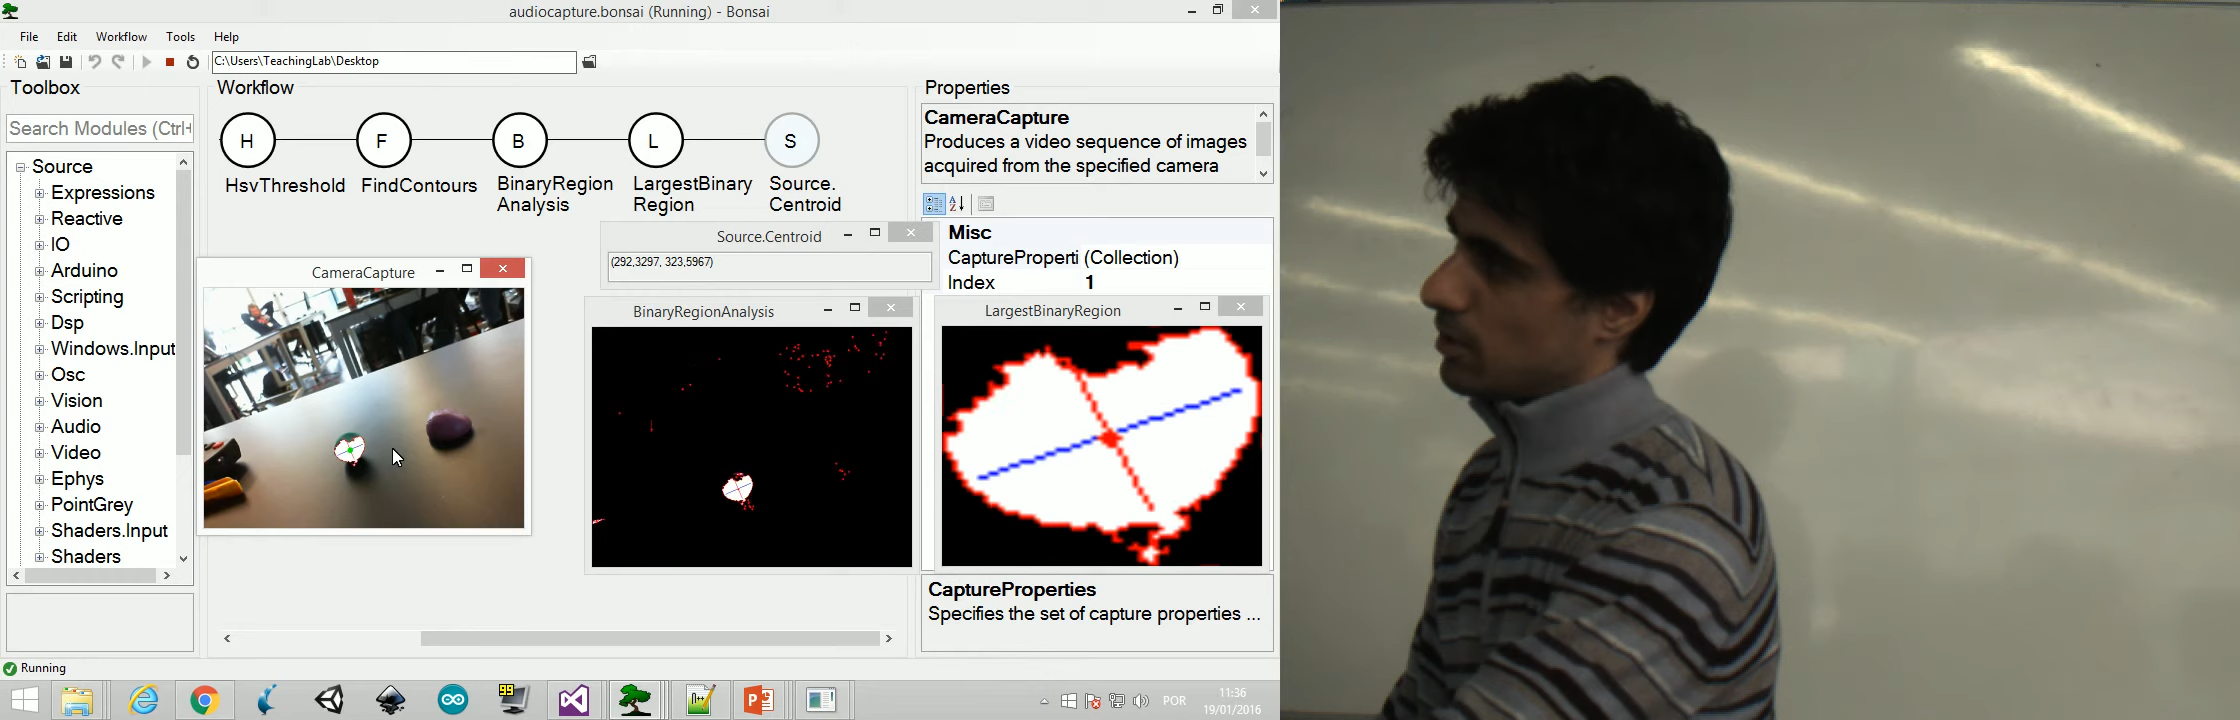 audiocapture.bonsai (Running) - Bonsai
File Edit Workflow Tools Help
C:\Users\TeachingLab\Desktop
Toolbox
Search Modules (Ctrl+
Source
Expressions
Reactive
IO
Arduino
Scripting
Dsp
Windows.Input
Osc
Vision
Audio
Video
Ephys
PointGrey
Shaders.Input
Shaders
Workflow
H F B L S
HsvThreshold FindContours BinaryRegion LargestBinary Source.
Analysis Region Centroid
Source.Centroid
(292,3297, 323,5967)
CameraCapture
BinaryRegionAnalysis
LargestBinaryRegion
Properties
CameraCapture
Produces a video sequence of images
acquired from the specified camera
Misc
CaptureProperti (Collection)
Index 1
CaptureProperties
Specifies the set of capture properties ...
Running
99
POR
11:36
19/01/2016